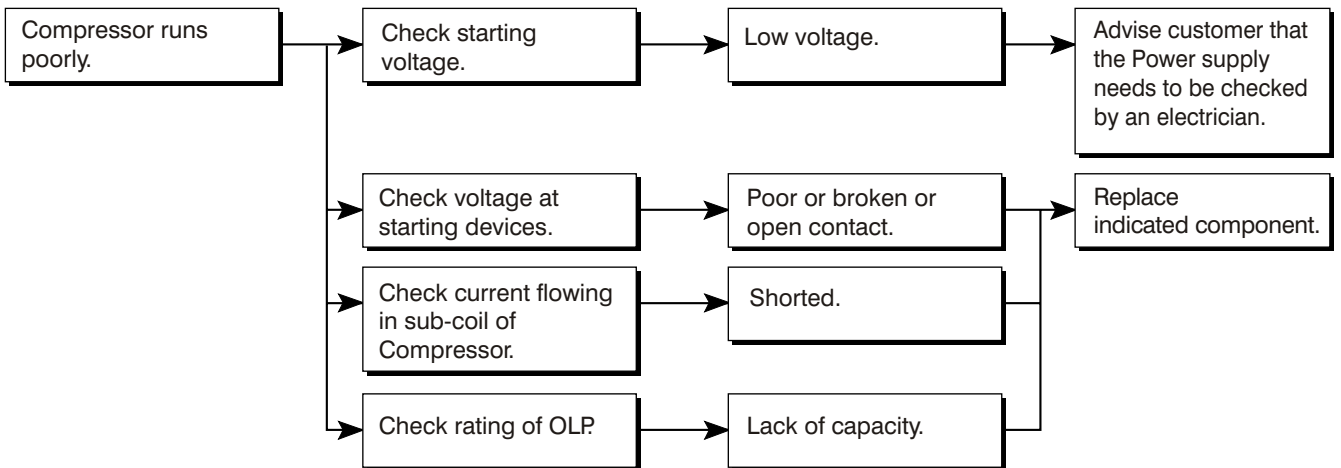 Compressor runs
poorly.
Check starting
voltage.
Low voltage.
Advise customer that
the Power supply
needs to be checked
by an electrician.
Check voltage at
starting devices.
Poor or broken or
open contact.
Replace
indicated component.
Check current flowing
in sub-coil of
Compressor.
Shorted.
Check rating of OLP.
Lack of capacity.